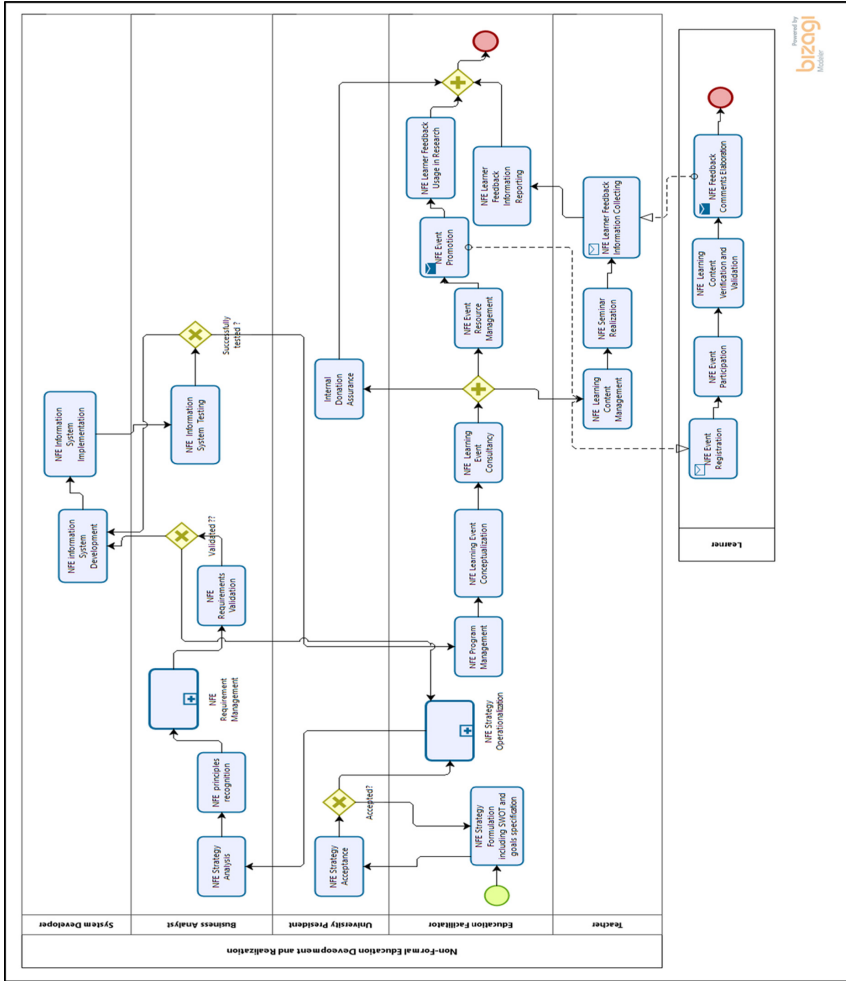 Non-Formal Education Deveopment and Realization
System Developer
Business Analyst
University President
Education Facilitator
Teacher
NFE information
System
Development
NFE Information
System
Implementation
NFE Strategy
Analysis
NFE principles
recognition
NFE
Requirement
Management
NFE
Requirements
Validation
Validated ??
NFE Information
System Testing
Successfully
tested ?
NFE Strategy
Acceptance
Accepted?
Internal
Donation
Assurance
NFE Strategy
Formulation
including SWOT and
goals specification
NFE Strategy
Operationalization
NFE Program
Management
NFE Learning Event
Conceptualization
NFE Learning
Event
Consultancy
NFE Event
Resource
Management
NFE Event
Promotion
NFE Learner Feedback
Usage in Research
NFE Learner
Feedback
Information
Reporting
NFE Learning
Content
Management
NFE Seminar
Realization
NFE Learner Feedback
Information Collecting
Learner
NFE Event
Registration
NFE Event
Participation
NFE Learning
Content
Verification and
Validation
NFE Feedback
Comments Elaboration
Powered by
bizagi
Modeler